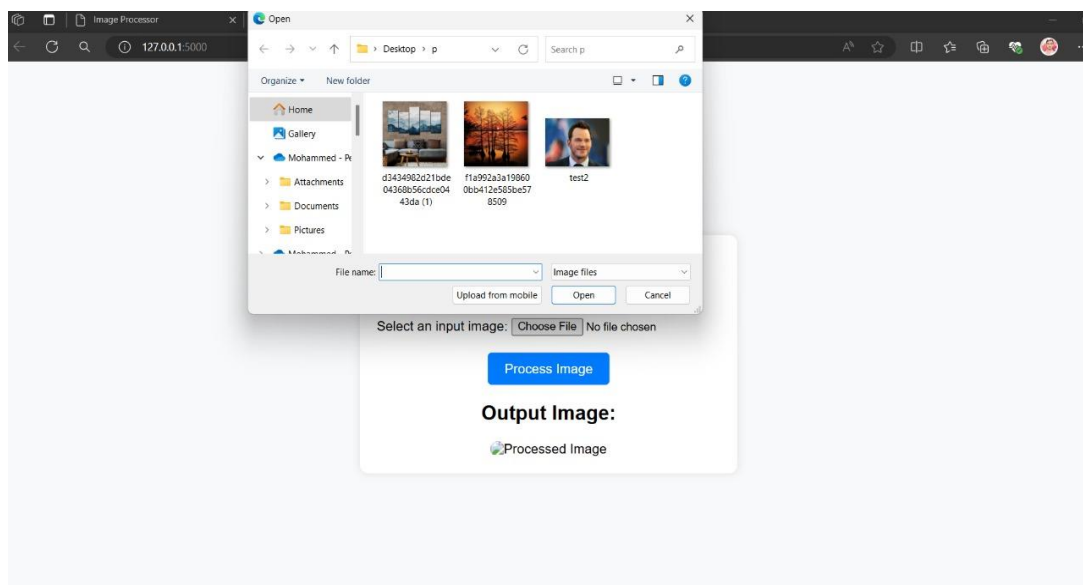 Image Processor
Open
127.0.0.1:5000
Desktop > p
Search p
Organize
New folder
Home
Gallery
Mohammed - Pe
Attachments
Documents
Pictures
d3434982d21bde
04368b56cdce04
43da (1)
f1a992a3a19860
0bb412e585be57
8509
test2
File name:
Image files
Upload from mobile
Open
Cancel
Select an input image: Choose File No file chosen
Process Image
Output Image:
Processed Image